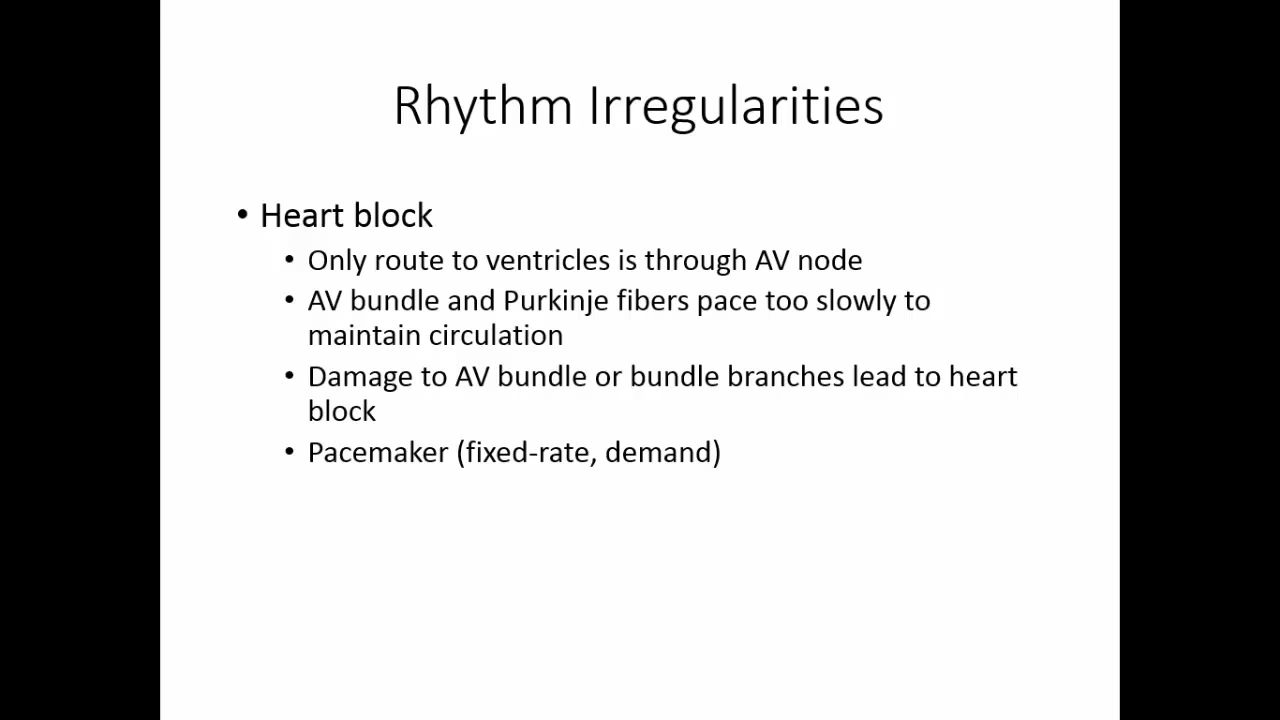 Rhythm Irregularities
• Heart block
• Only route to ventricles is through AV node
• AV bundle and Purkinje fibers pace too slowly to
maintain circulation
• Damage to AV bundle or bundle branches lead to heart
block
• Pacemaker (fixed-rate, demand)